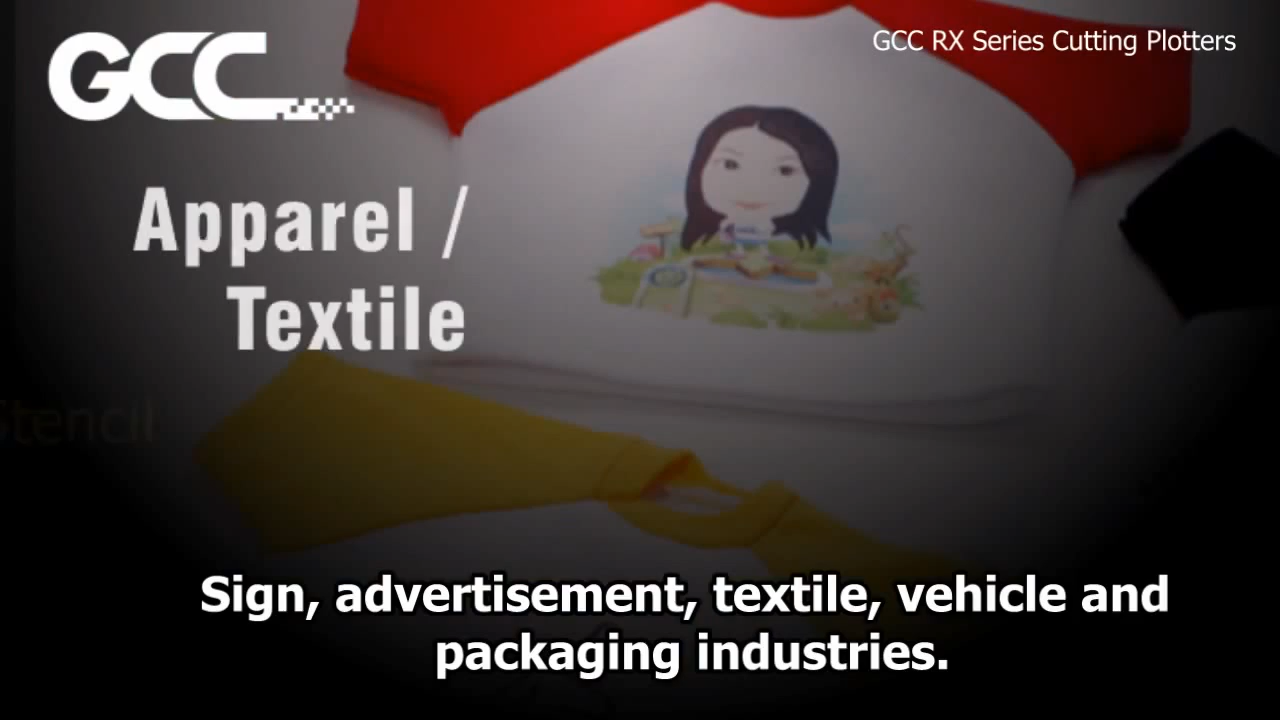 GCC
GCC RX Series Cutting Plotters
Apparel /
Textile
Stencil
Sign, advertisement, textile, vehicle and
packaging industries.